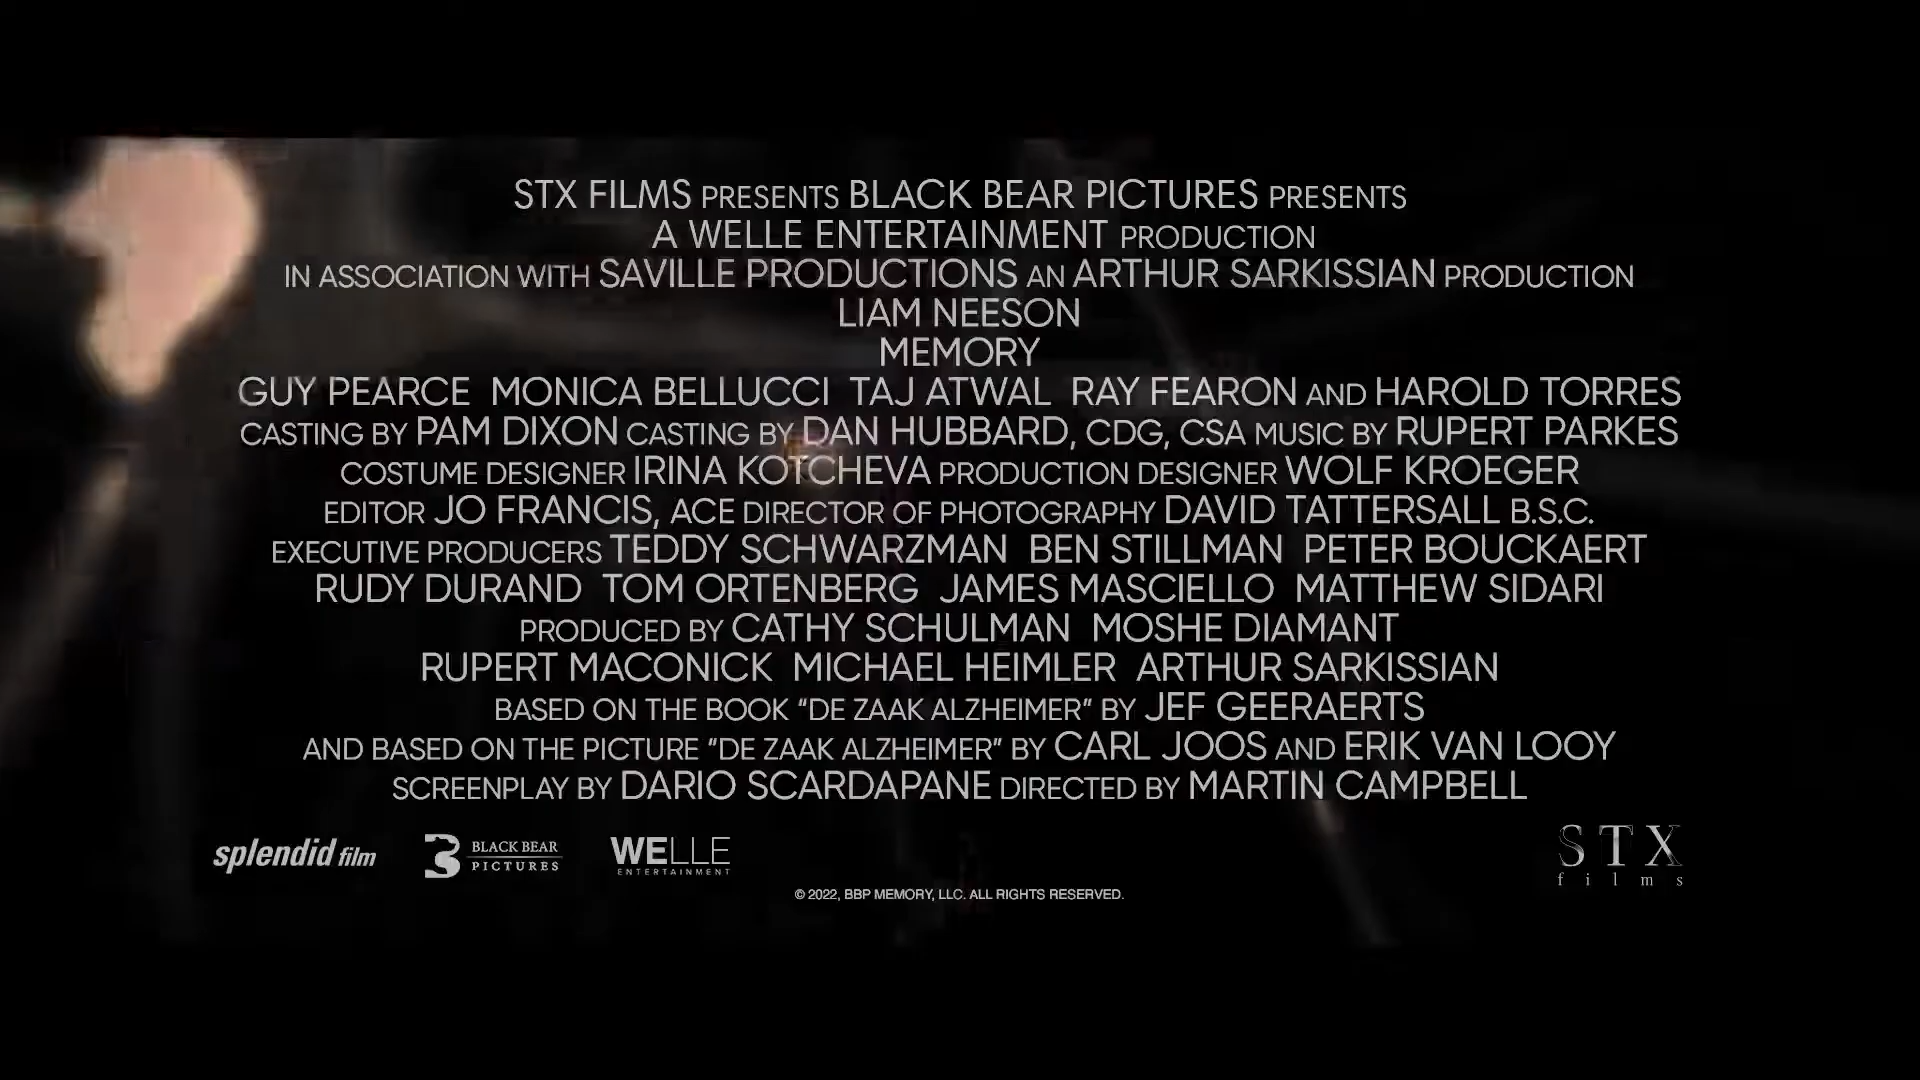 STX FILMS PRESENTS BLACK BEAR PICTURES PRESENTS
A WELLE ENTERTAINMENT PRODUCTION
IN ASSOCIATION WITH SAVILLE PRODUCTIONS AN ARTHUR SARKISSIAN PRODUCTION
LIAM NEESON
MEMORY
GUY PEARCE MONICA BELLUCCI TAJ ATWAL RAY FEARON AND HAROLD TORRES
CASTING BY PAM DIXON CASTING BY DAN HUBBARD, CDG, CSA MUSIC BY RUPERT PARKES
COSTUME DESIGNER IRINA KOTCHEVA PRODUCTION DESIGNER WOLF KROEGER
EDITOR JO FRANCIS, ACE DIRECTOR OF PHOTOGRAPHY DAVID TATTERSALL B.S.C.
EXECUTIVE PRODUCERS TEDDY SCHWARZMAN BEN STILLMAN PETER BOUCKAERT
RUDY DURAND TOM ORTENBERG JAMES MASCIELLO MATTHEW SIDARI
PRODUCED BY CATHY SCHULMAN MOSHE DIAMANT
RUPERT MACONICK MICHAEL HEIMLER ARTHUR SARKISSIAN
BASED ON THE BOOK “DE ZAAK ALZHEIMER” BY JEF GEERAERTS
AND BASED ON THE PICTURE “DE ZAAK ALZHEIMER” BY CARL JOOS AND ERIK VAN LOOY
SCREENPLAY BY DARIO SCARDAPANE DIRECTED BY MARTIN CAMPBELL
splendid film
BLACK BEAR
PICTURES
WELLE
ENTERTAINMENT
STX
films
© 2022, BBP MEMORY, LLC. ALL RIGHTS RESERVED.